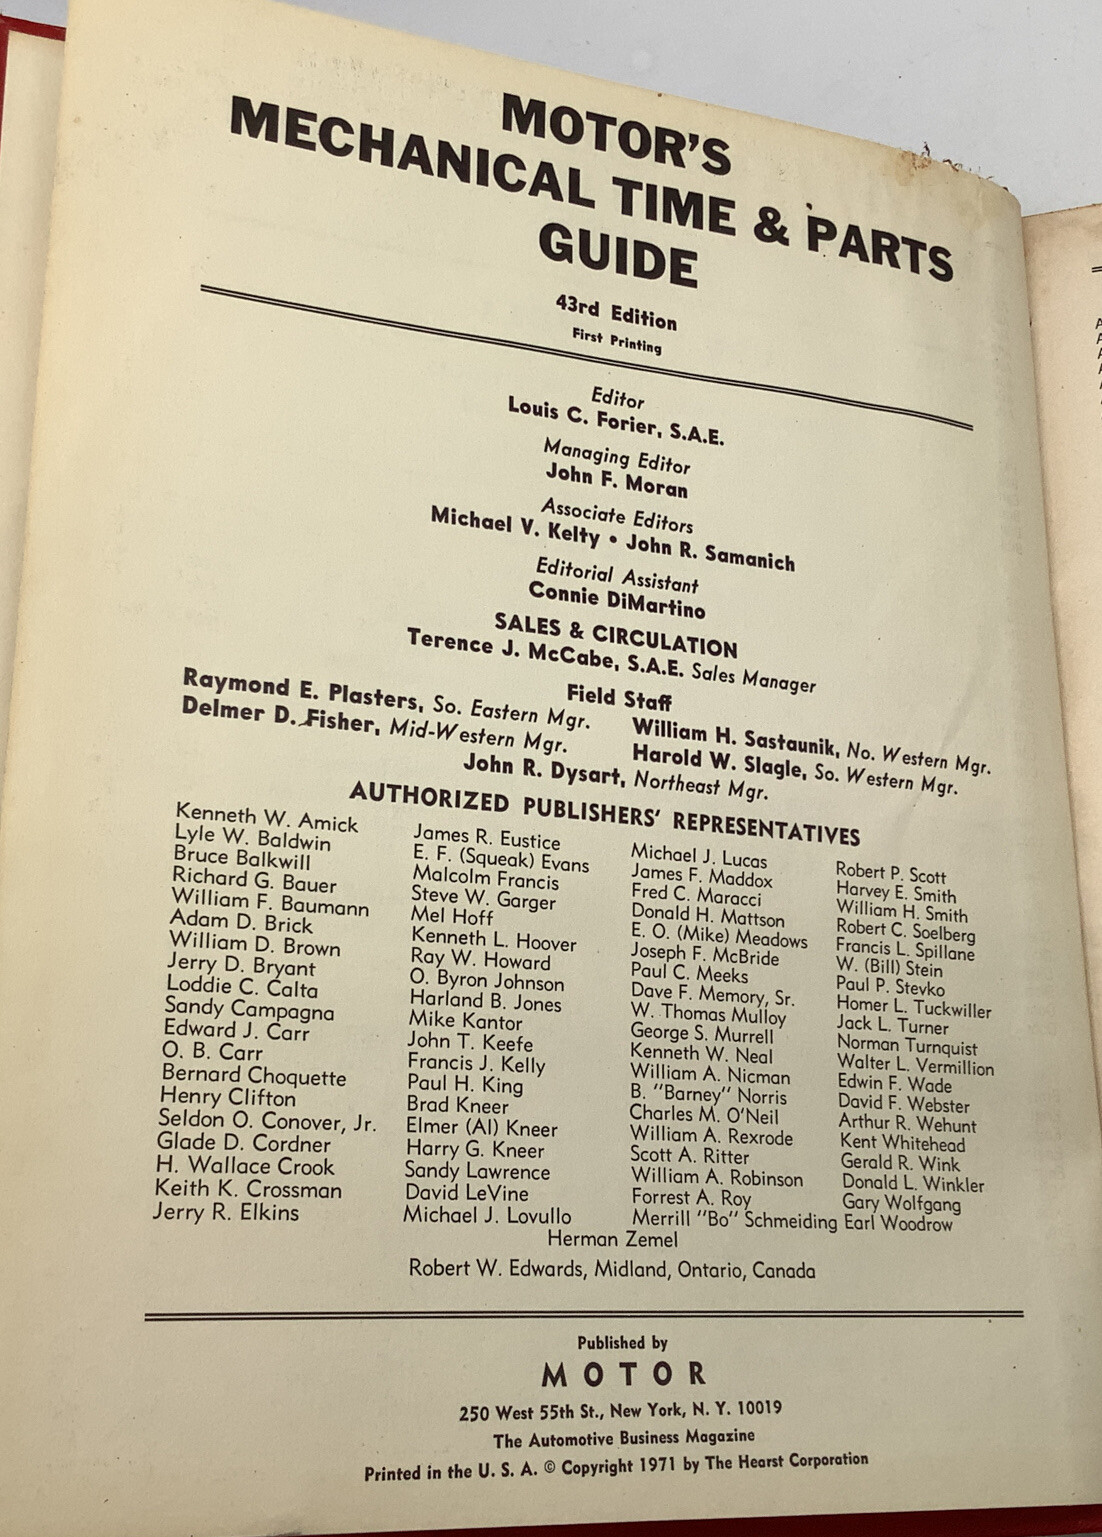 MOTOR'S
MECHANICAL TIME & PARTS
GUIDE
43rd Edition
First Printing
Editor
Louis C. Forier, S.A.E.
Managing Editor
John F. Moran
Associate Editors
Michael V. Kelty • John R. Samanich
Editorial Assistant
Connie DiMartino
SALES & CIRCULATION
Terence J. McCabe, S.A.E. Sales Manager
Field Staff
Raymond E. Plasters, So. Eastern Mgr.
William H. Sastaunik, No. Western Mgr.
Delmer D. Fisher, Mid-Western Mgr.
Harold W. Slagle, So. Western Mgr.
John R. Dysart, Northeast Mgr.
AUTHORIZED PUBLISHERS' REPRESENTATIVES
Kenneth W. Amick
Lyle W. Baldwin
Bruce Balkwill
Richard G. Bauer
William F. Baumann
Adam D. Brick
William D. Brown
Jerry D. Bryant
Loddie C. Calta
Sandy Campagna
Edward J. Carr
O. B. Carr
Bernard Choquette
Henry Clifton
Seldon O. Conover, Jr.
Glade D. Cordner
H. Wallace Crook
Keith K. Crossman
Jerry R. Elkins
James R. Eustice
E. F. (Squeak) Evans
Malcolm Francis
Steve W. Garger
Mel Hoff
Kenneth L. Hoover
Ray W. Howard
O. Byron Johnson
Harland B. Jones
Mike Kantor
John T. Keefe
Francis J. Kelly
Paul H. King
Brad Kneer
Elmer (Al) Kneer
Harry G. Kneer
Sandy Lawrence
David LeVine
Michael J. Lovullo
Michael J. Lucas
James F. Maddox
Fred C. Maracci
Donald H. Mattson
E. O. (Mike) Meadows
Joseph F. McBride
Paul C. Meeks
Dave F. Memory, Sr.
W. Thomas Mulloy
George S. Murrell
Kenneth W. Neal
William A. Nicman
B. "Barney" Norris
Charles M. O'Neil
William A. Rexrode
Scott A. Ritter
William A. Robinson
Forrest A. Roy
Merrill "Bo" Schmeiding
Robert P. Scott
Harvey E. Smith
William H. Smith
Robert C. Soelberg
Francis L. Spillane
W. (Bill) Stein
Paul P. Stevko
Homer L. Tuckwiller
Jack L. Turner
Norman Turnquist
Walter L. Vermillion
Edwin F. Wade
David F. Webster
Arthur R. Wehunt
Kent Whitehead
Gerald R. Wink
Donald L. Winkler
Gary Wolfgang
Earl Woodrow
Herman Zemel
Robert W. Edwards, Midland, Ontario, Canada
Published by
MOTOR
250 West 55th St., New York, N. Y. 10019
The Automotive Business Magazine
Printed in the U. S. A. © Copyright 1971 by The Hearst Corporation